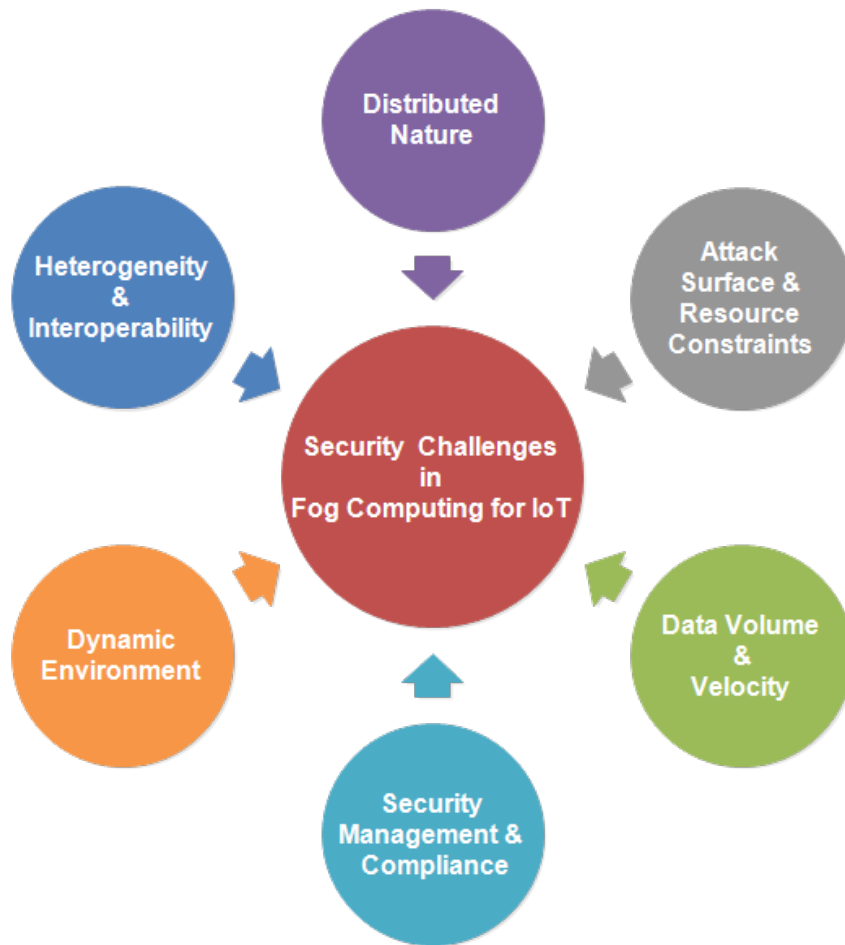 Distributed
Nature
Attack
Surface &
Resource
Constraints
Data Volume
&
Velocity
Security
Management &
Compliance
Dynamic
Environment
Heterogeneity
&
Interoperability
Security Challenges
in
Fog Computing for IoT